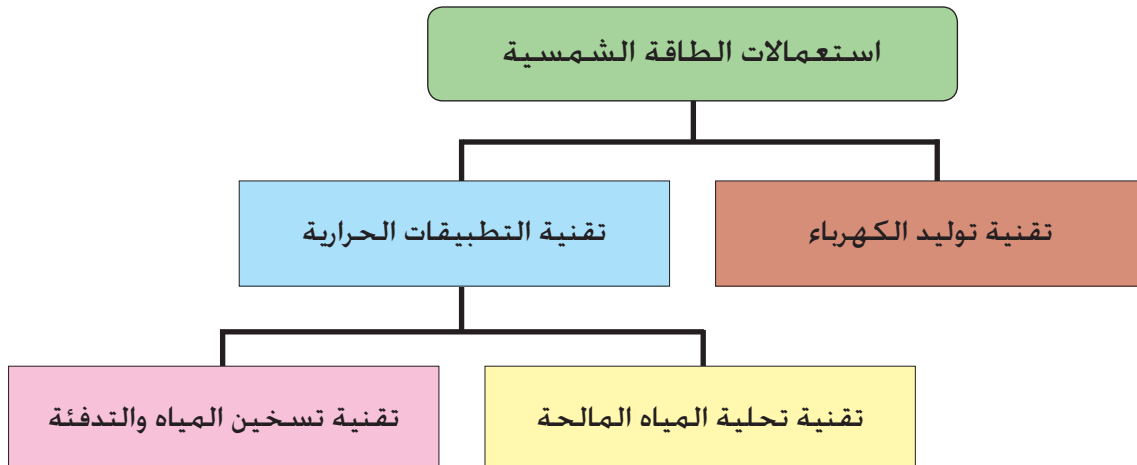 استعمالات الطاقة الشمسية
تقنية توليد الكهرباء
تقنية التطبيقات الحرارية
تقنية تحلية المياه المالحة
تقنية تسخين المياه والتدفئة